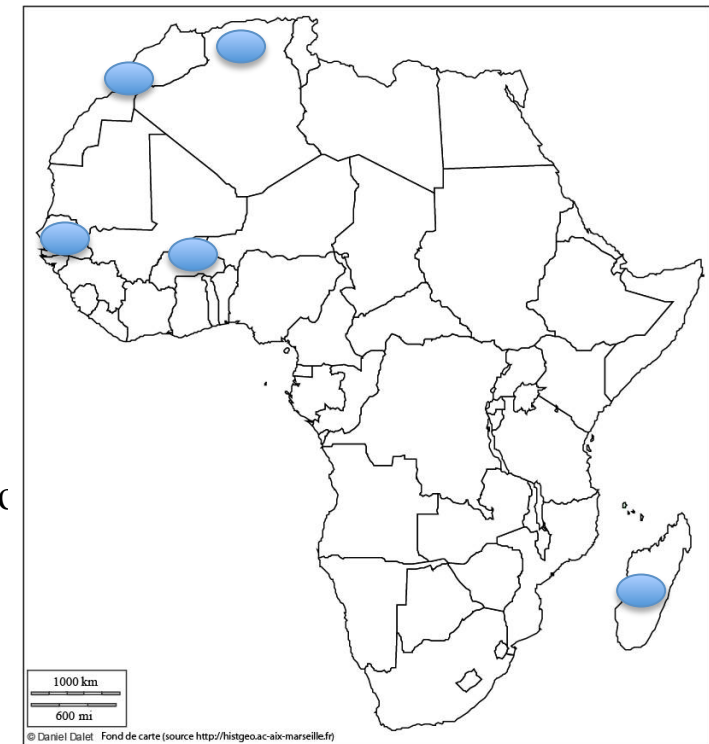 1000 km
600 mi
© Daniel Dalet Fond de carte (source http://histgeo.ac-aix-marseille.fr)